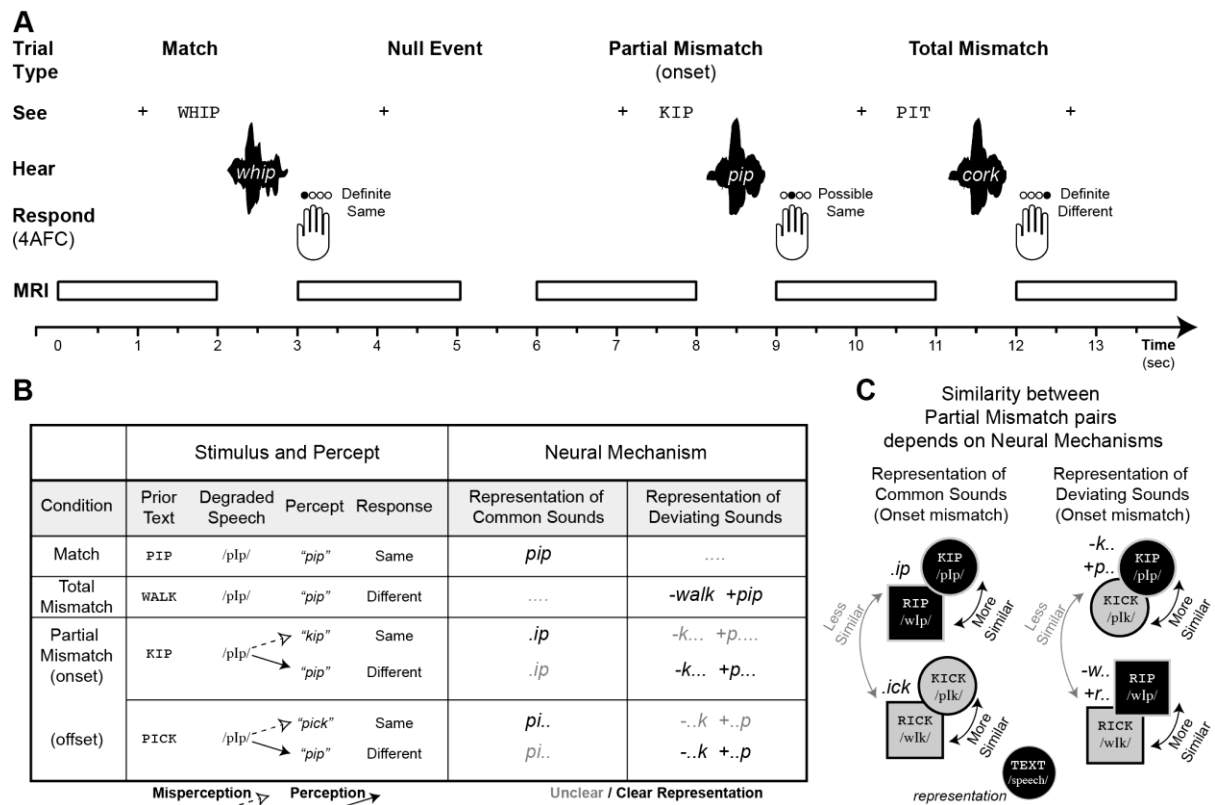 A
Trial Type Match Null Event Partial Mismatch (onset) Total Mismatch
See + WHIP + + KIP + PIT +
Hear whip pip cork
Respond (4AFC) Definite Same Possible Same Definite Different
MRI
0 1 2 3 4 5 6 7 8 9 10 11 12 13 Time (sec)
B
Stimulus and Percept Neural Mechanism
Condition Prior Text Degraded Speech Percept Response Representation of Common Sounds Representation of Deviating Sounds
Match PIP /pIp/ “pip” Same pip ....
Total Mismatch WALK /pIp/ “pip” Different .... -walk +pip
Partial Mismatch (onset) KIP /pIp/ “kip” Same .ip -k... +p....
“pip” Different .ip -k... +p...
(offset) PICK /pIp/ “pick” Same pi.. -..k +..p
“pip” Different pi.. -..k +..p
Misperception Perception Unclear / Clear Representation
C
Similarity between
Partial Mismatch pairs
depends on Neural Mechanisms
Representation of
Common Sounds
(Onset mismatch)
.ip
KIP
/pIp/
RIP
/wIp/
Less Similar
More Similar
.ick
KICK
/pIk/
RICK
/wIk/
More Similar
Representation of
Deviating Sounds
(Onset mismatch)
-k..
+p..
KIP
/pIp/
KICK
/pIk/
Less Similar
More Similar
-w..
+r..
RIP
/wIp/
RICK
/wIk/
More Similar
TEXT
/speech/
representation